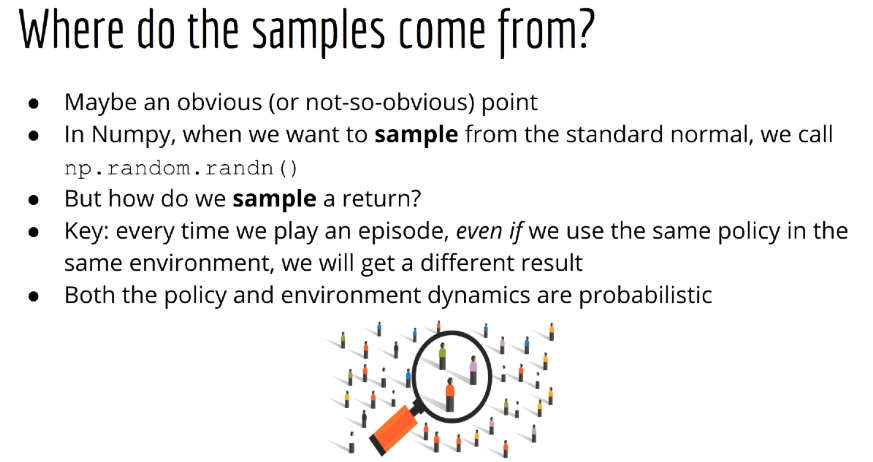 Where do the samples come from?
● Maybe an obvious (or not-so-obvious) point
● In Numpy, when we want to sample from the standard normal, we call
np.random.randn()
● But how do we sample a return?
● Key: every time we play an episode, even if we use the same policy in the
same environment, we will get a different result
● Both the policy and environment dynamics are probabilistic